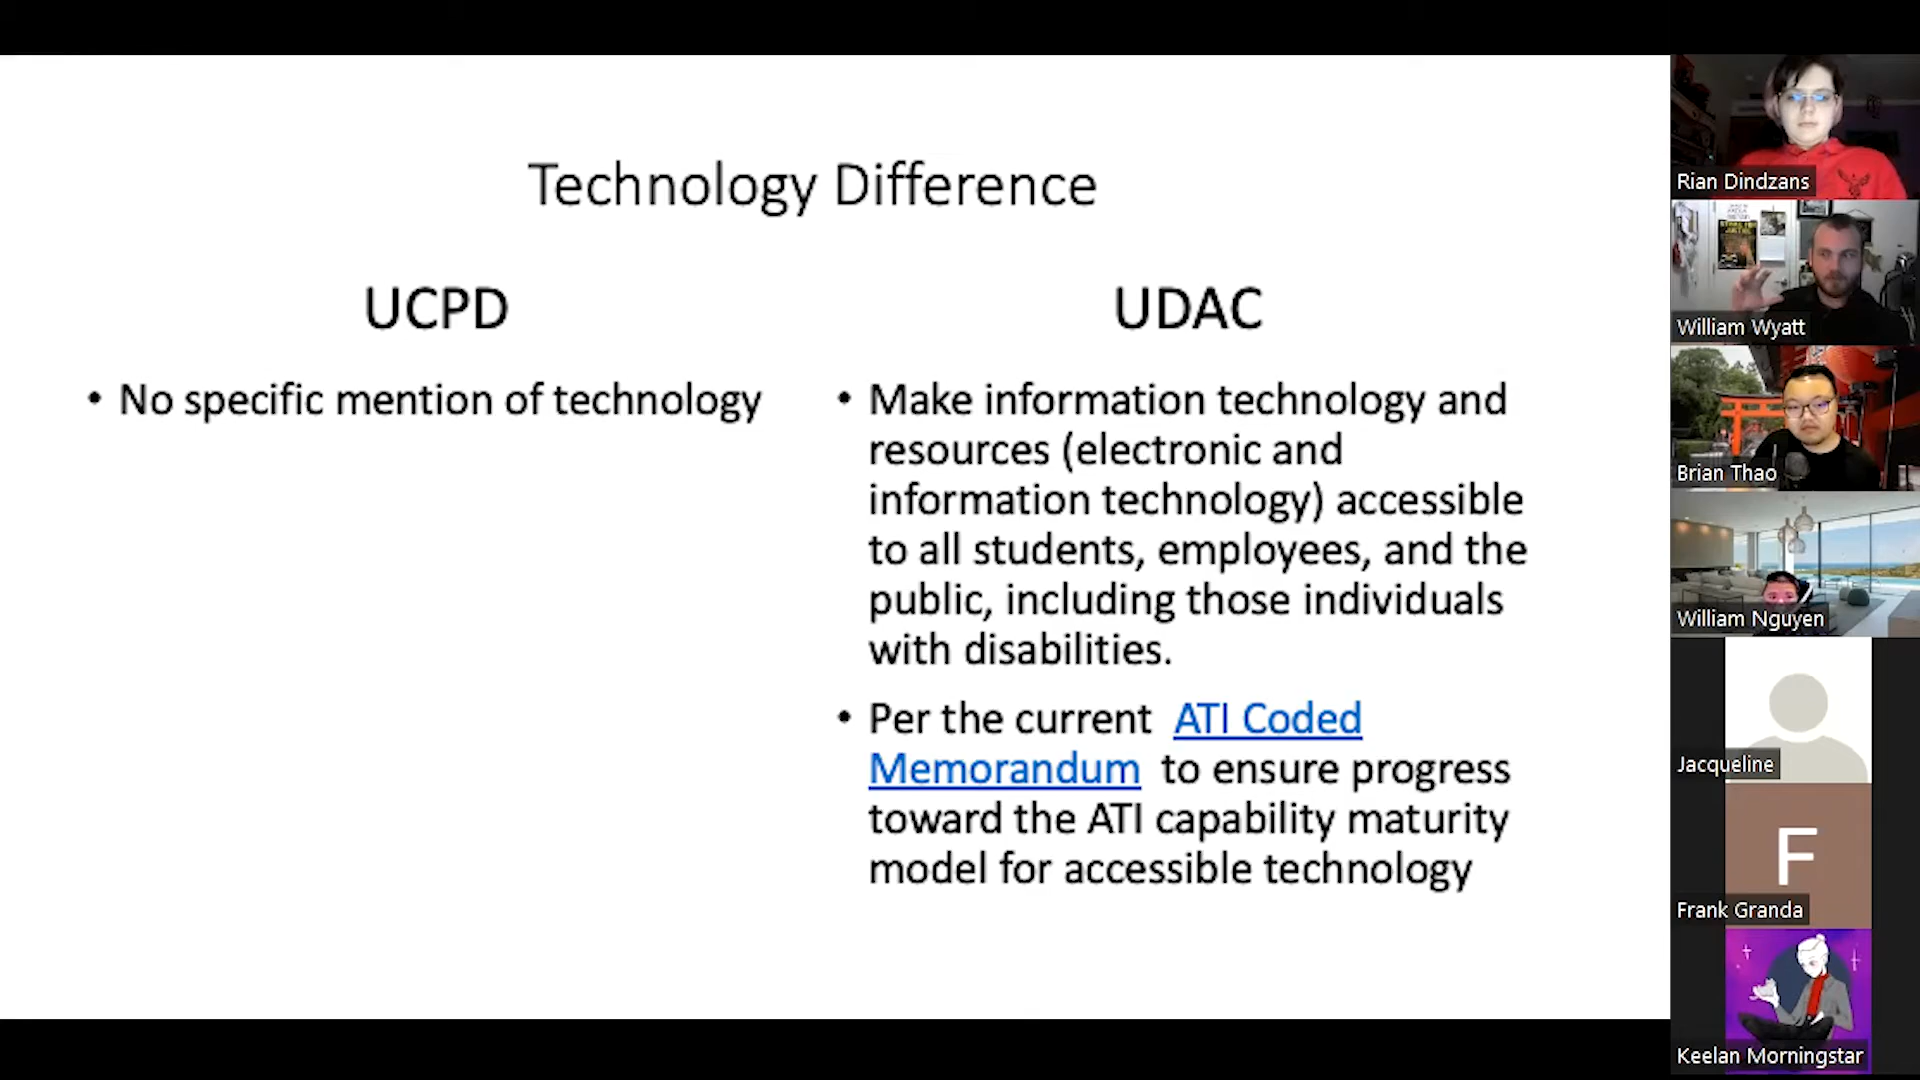 Technology Difference
UCPD
• No specific mention of technology
UDAC
• Make information technology and
resources (electronic and
information technology) accessible
to all students, employees, and the
public, including those individuals
with disabilities.
• Per the current ATI Coded
Memorandum to ensure progress
toward the ATI capability maturity
model for accessible technology
Rian Dindzans
William Wyatt
Brian Thao
William Nguyen
Jacqueline
F
Frank Granda
Keelan Morningstar